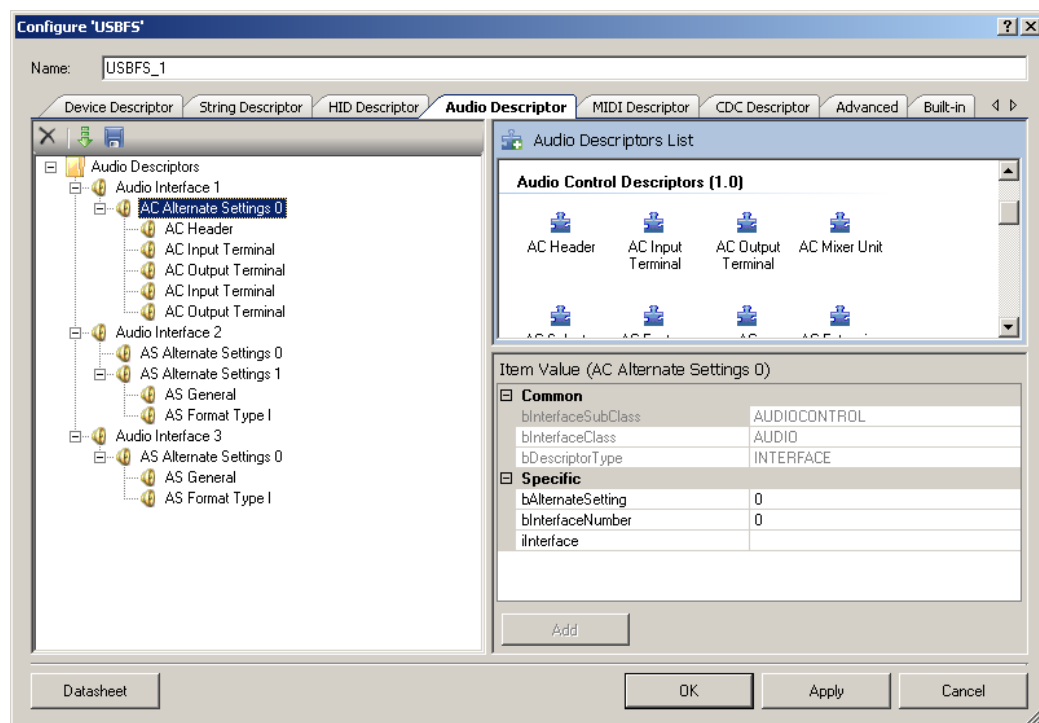 Configure 'USBFS'
Name: USBFS_1
Device Descriptor String Descriptor HID Descriptor Audio Descriptor MIDI Descriptor CDC Descriptor Advanced Built-in
Audio Descriptors
Audio Interface 1
AC Alternate Settings 0
AC Header
AC Input Terminal
AC Output Terminal
AC Input Terminal
AC Output Terminal
Audio Interface 2
AS Alternate Settings 0
AS Alternate Settings 1
AS General
AS Format Type I
Audio Interface 3
AS Alternate Settings 0
AS General
AS Format Type I
Audio Descriptors List
Audio Control Descriptors (1.0)
AC Header AC Input AC Output AC Mixer Unit
Terminal Terminal
Item Value (AC Alternate Settings 0)
Common
bInterfaceSubClass AUDIOCONTROL
bInterfaceClass AUDIO
bDescriptorType INTERFACE
Specific
bAlternateSetting 0
bInterfaceNumber 0
iInterface
Add
Datasheet OK Apply Cancel